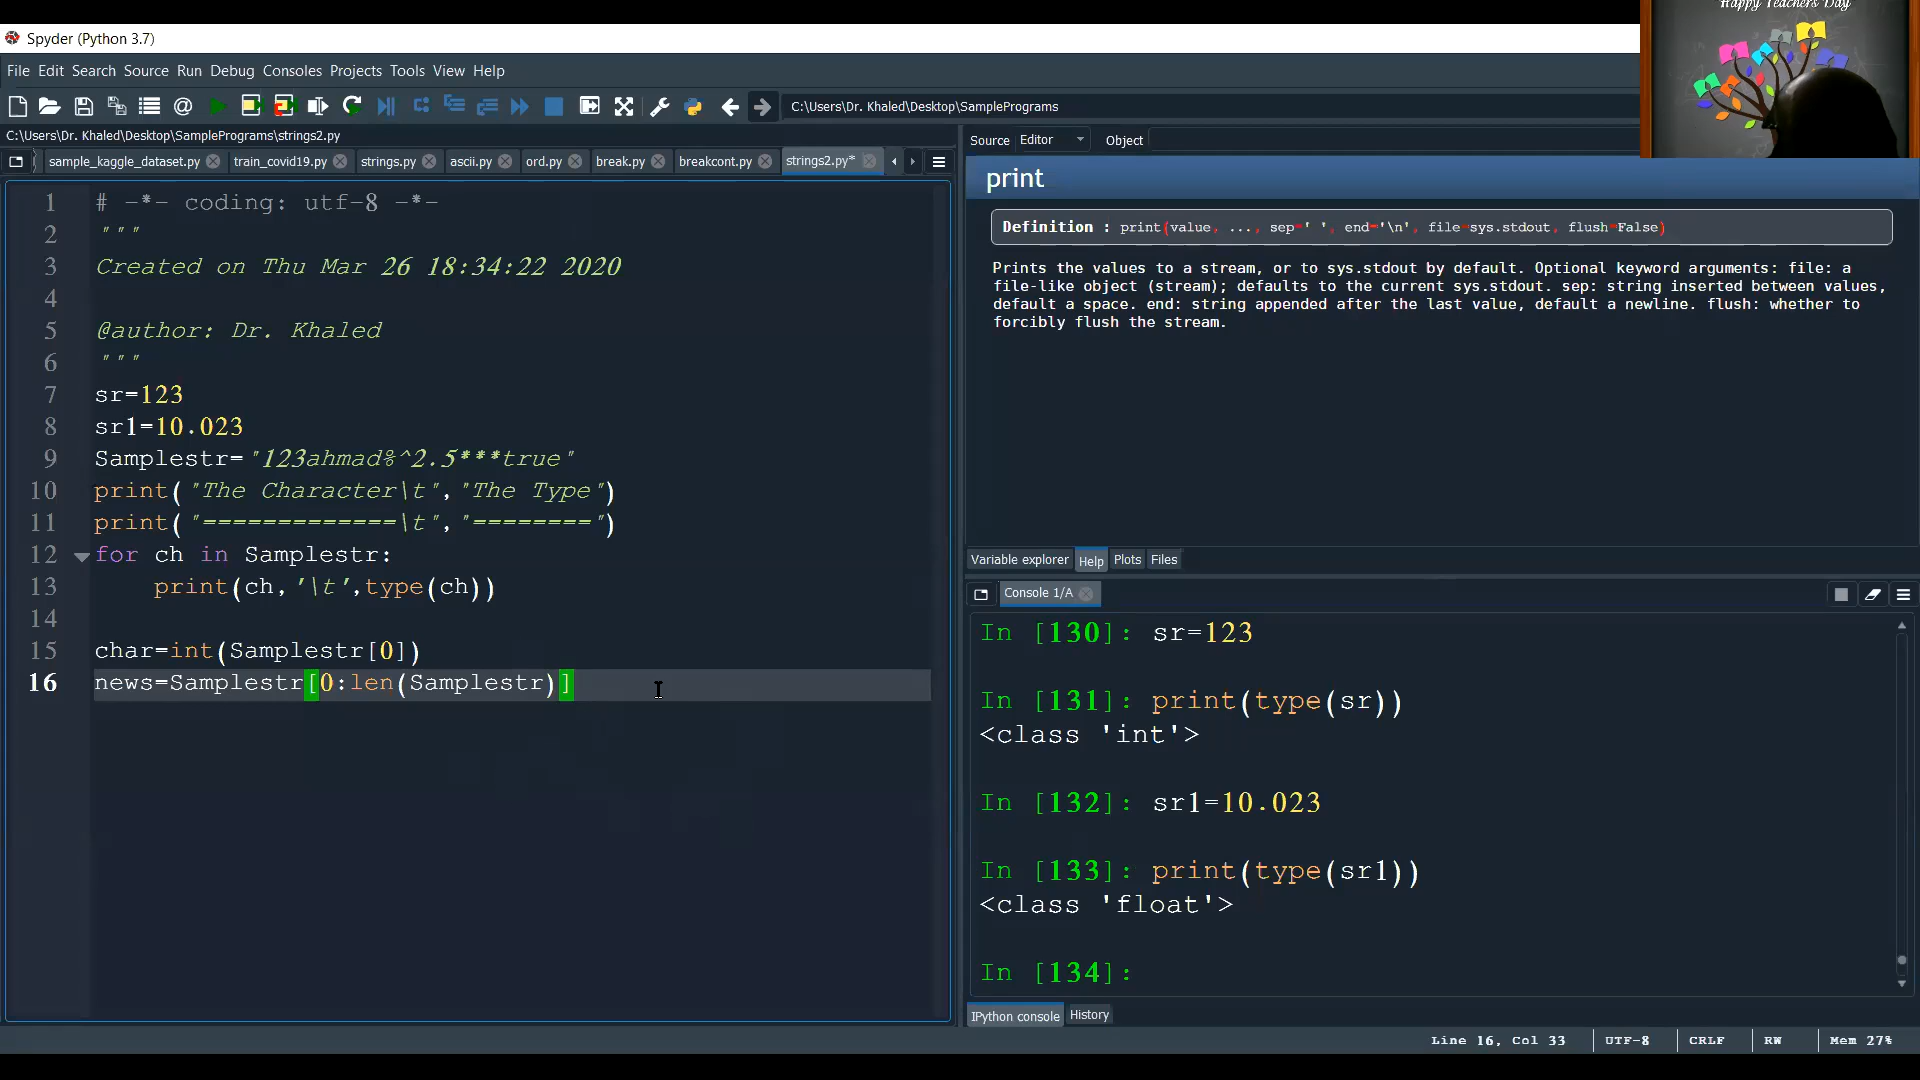 Happy Teachers Day
Spyder (Python 3.7)
File Edit Search Source Run Debug Consoles Projects Tools View Help
C:\Users\Dr. Khaled\Desktop\SamplePrograms
C:\Users\Dr. Khaled\Desktop\SamplePrograms\strings2.py
sample_kaggle_dataset.py train_covid19.py strings.py ascii.py ord.py break.py breakcont.py strings2.py*
1 # -*- coding: utf-8 -*-
2 """
3 Created on Thu Mar 26 18:34:22 2020
4
5 @author: Dr. Khaled
6 """
7 sr=123
8 sr1=10.023
9 Samplestr="123ahmad%^2.5***true"
10 print("The Character\t","The Type")
11 print("=============\t","========")
12 for ch in Samplestr:
13 print(ch,'\t',type(ch))
14
15 char=int(Samplestr[0])
16 news=Samplestr[0:len(Samplestr)]
Source Editor Object
print
Definition : print(value, ..., sep=' ', end='\n', file=sys.stdout, flush=False)
Prints the values to a stream, or to sys.stdout by default. Optional keyword arguments: file: a
file-like object (stream); defaults to the current sys.stdout. sep: string inserted between values,
default a space. end: string appended after the last value, default a newline. flush: whether to
forcibly flush the stream.
Variable explorer Help Plots Files
Console 1/A
In [130]: sr=123
In [131]: print(type(sr))
<class 'int'>
In [132]: sr1=10.023
In [133]: print(type(sr1))
<class 'float'>
In [134]:
IPython console History
Line 16, Col 33 UTF-8 CRLF RW Mem 27%